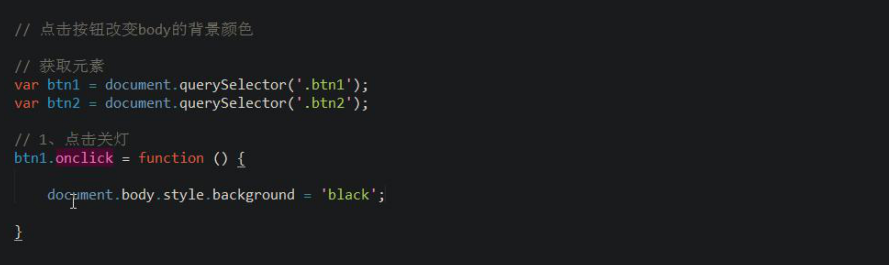 // 点击按钮改变body的背景颜色
// 获取元素
var btn1 = document.querySelector('.btn1');
var btn2 = document.querySelector('.btn2');
// 1、点击关灯
btn1.onclick = function () {
document.body.style.background = 'black';
}